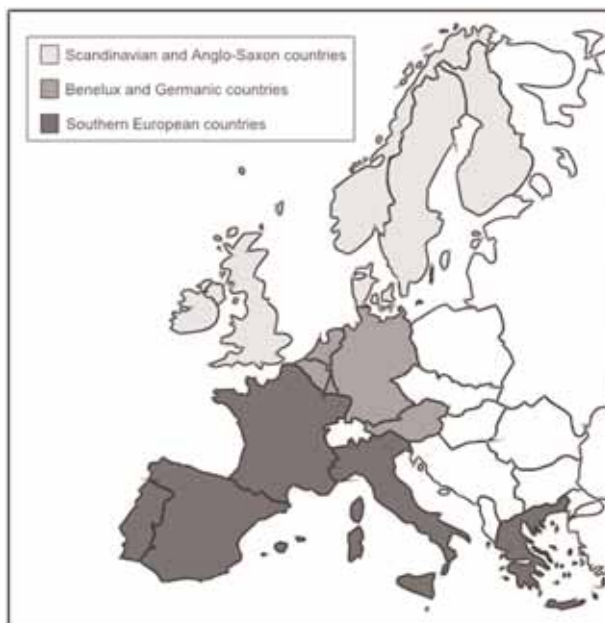 Scandinavian and Anglo-Saxon countries
Benelux and Germanic countries
Southern European countries